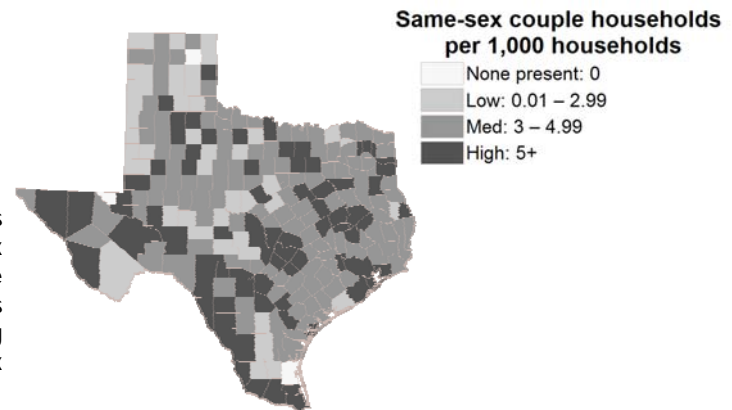 Same-sex couple households
per 1,000 households
None present: 0
Low: 0.01 – 2.99
Med: 3 – 4.99
High: 5+